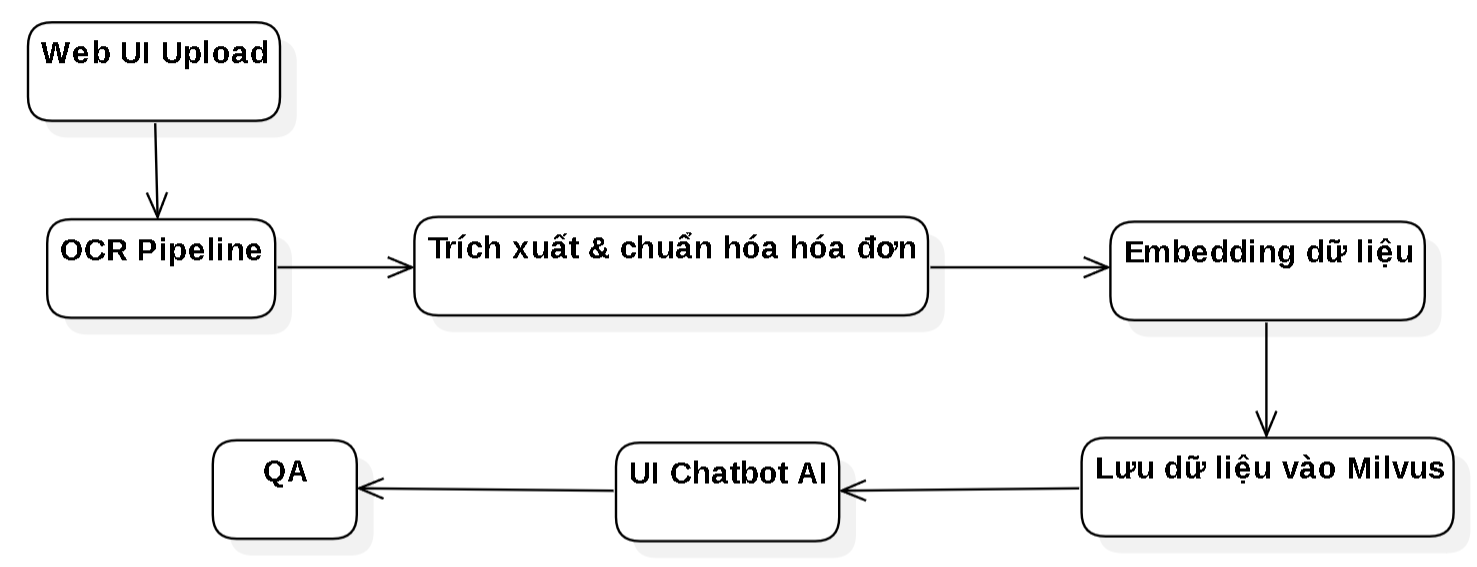 Web UI Upload
OCR Pipeline
Trích xuất & chuẩn hóa hóa đơn
Embedding dữ liệu
Lưu dữ liệu vào Milvus
UI Chatbot AI
QA